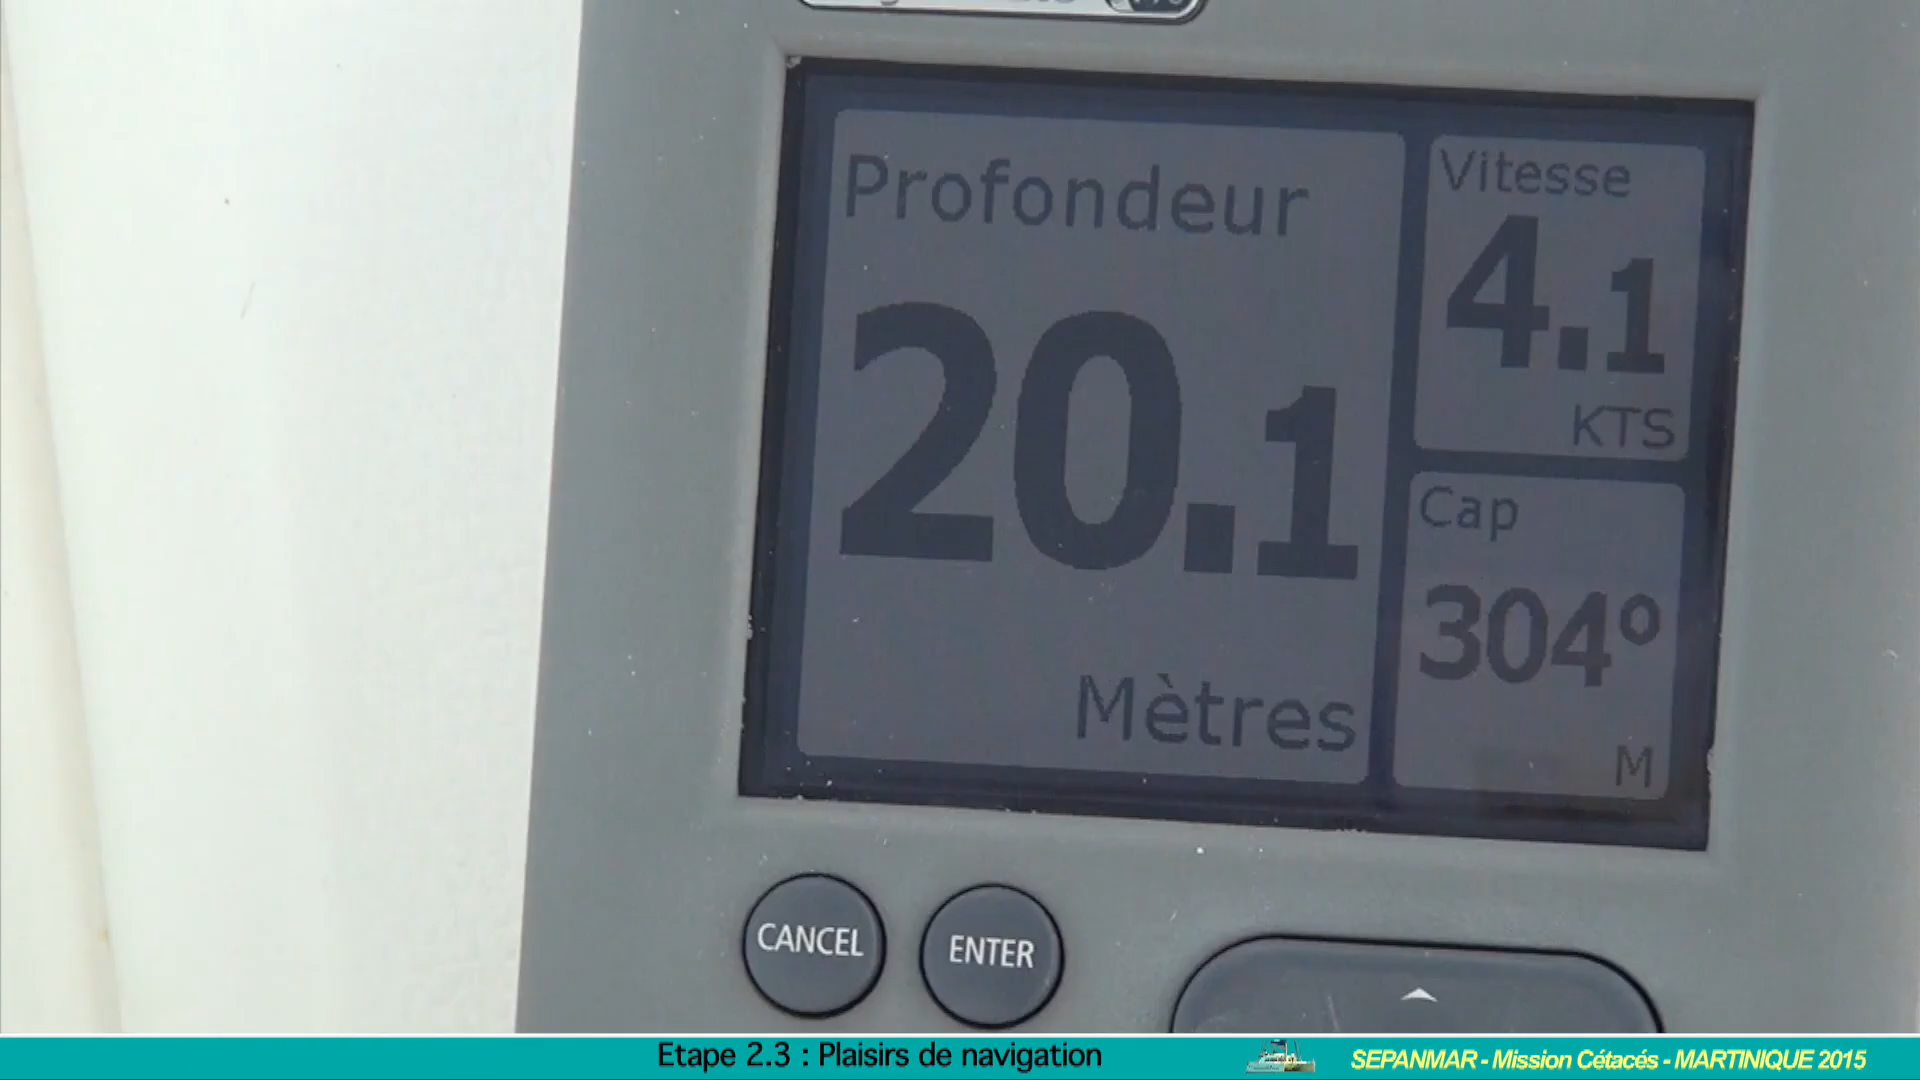 Profondeur
20.1
Mètres
Vitesse
4.1
KTS
Cap
304°
M
CANCEL
ENTER
Etape 2.3 : Plaisirs de navigation
SEPANMAR - Mission Cétacés - MARTINIQUE 2015